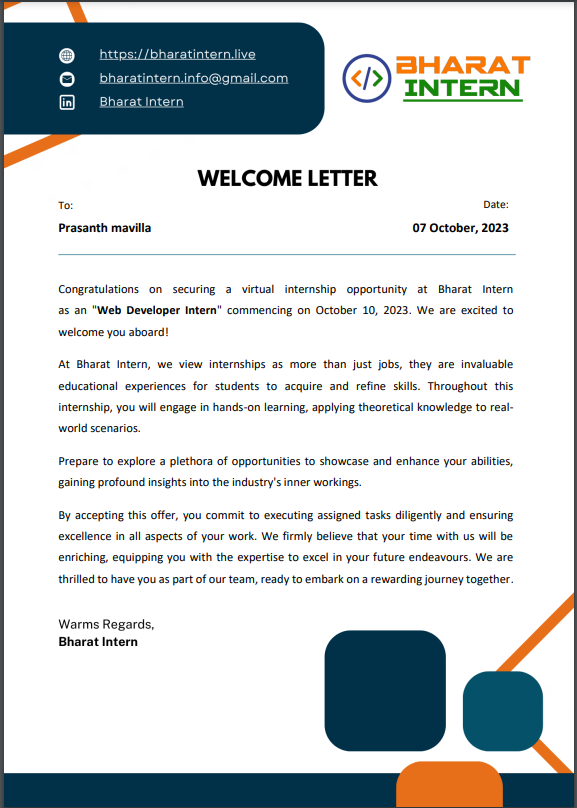 https://bharatintern.live
bharatintern.info@gmail.com
in
Bharat Intern
</>
BHARAT
INTERN
WELCOME LETTER
To:
Date:
Prasanth mavilla
07 October, 2023
Congratulations on securing a virtual internship opportunity at Bharat Intern
as an "Web Developer Intern" commencing on October 10, 2023. We are excited to
welcome you aboard!
At Bharat Intern, we view internships as more than just jobs, they are invaluable
educational experiences for students to acquire and refine skills. Throughout this
internship, you will engage in hands-on learning, applying theoretical knowledge to real-
world scenarios.
Prepare to explore a plethora of opportunities to showcase and enhance your abilities,
gaining profound insights into the industry's inner workings.
By accepting this offer, you commit to executing assigned tasks diligently and ensuring
excellence in all aspects of your work. We firmly believe that your time with us will be
enriching, equipping you with the expertise to excel in your future endeavours. We are
thrilled to have you as part of our team, ready to embark on a rewarding journey together.
Warms Regards,
Bharat Intern